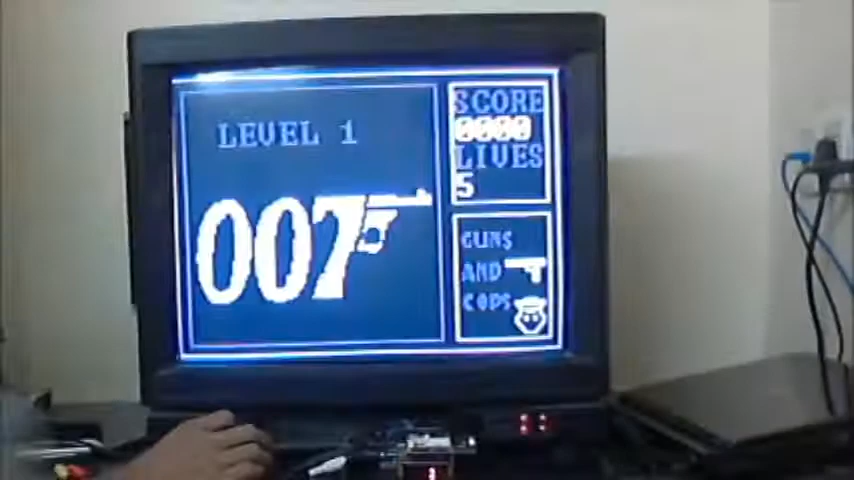 LEVEL 1
007
SCORE
0000
LIVES
5
GUNS
AND
COPS